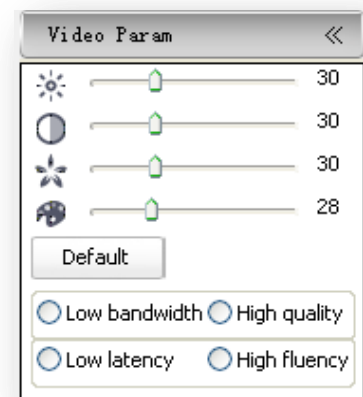 Video Param
30
30
30
28
Default
Low bandwidth High quality
Low latency High fluency